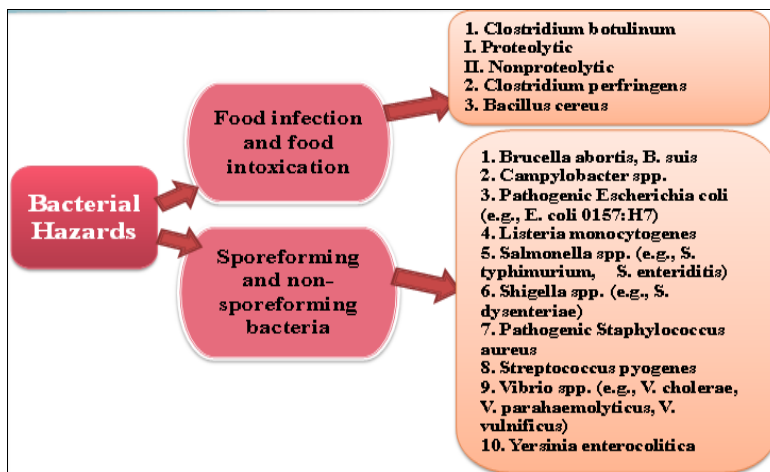 Bacterial
Hazards
Food infection
and food
intoxication
Sporeforming
and non-
sporeforming
bacteria
1. Clostridium botulinum
I. Proteolytic
II. Nonproteolytic
2. Clostridium perfringens
3. Bacillus cereus
1. Brucella abortis, B. suis
2. Campylobacter spp.
3. Pathogenic Escherichia coli
(e.g., E. coli 0157:H7)
4. Listeria monocytogenes
5. Salmonella spp. (e.g., S.
typhimurium, S. enteriditis)
6. Shigella spp. (e.g., S.
dysenteriae)
7. Pathogenic Staphylococcus
aureus
8. Streptococcus pyogenes
9. Vibrio spp. (e.g., V. cholerae,
V. parahaemolyticus, V.
vulnificus)
10. Yersinia enterocolitica